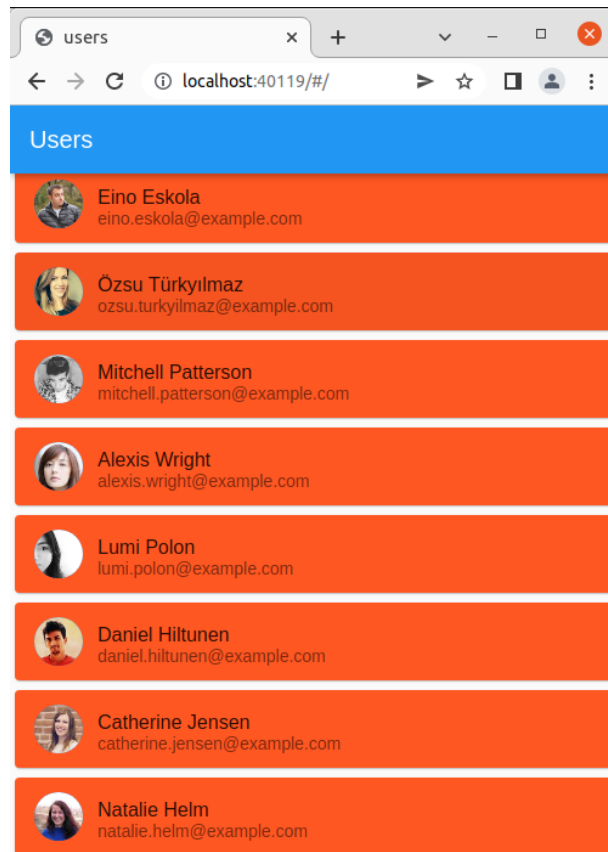 users
localhost:40119/#/
Users
Eino Eskola
eino.eskola@example.com
Özsu Türkyılmaz
ozsu.turkyilmaz@example.com
Mitchell Patterson
mitchell.patterson@example.com
Alexis Wright
alexis.wright@example.com
Lumi Polon
lumi.polon@example.com
Daniel Hiltunen
daniel.hiltunen@example.com
Catherine Jensen
catherine.jensen@example.com
Natalie Helm
natalie.helm@example.com